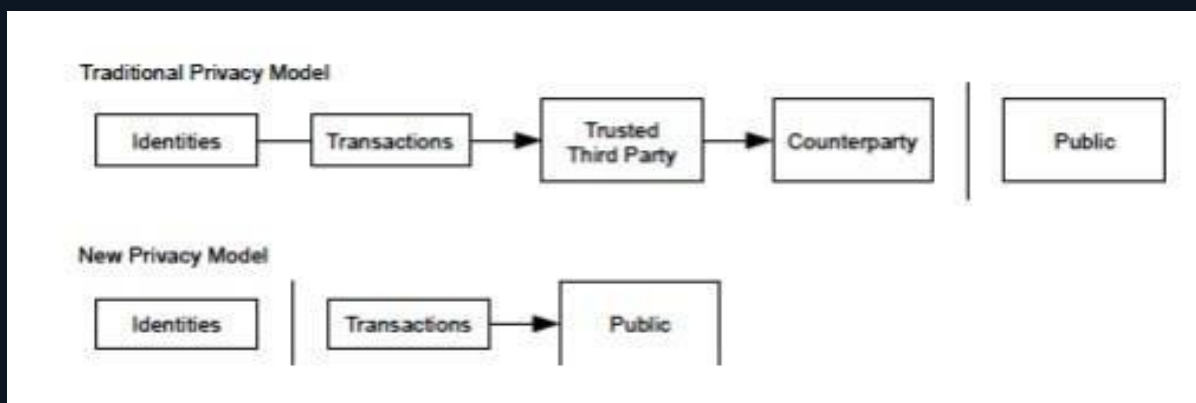 Traditional Privacy Model
Identities
Transactions
Trusted
Third Party
Counterparty
Public
New Privacy Model
Identities
Transactions
Public